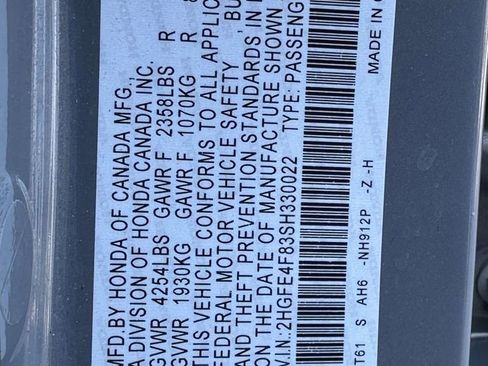 MFD.BY HONDA OF CANADA MFG.,
A DIVISION OF HONDA CANADA INC.
GVWR 4254LBS GAWR F 2358LBS R
GVWR 1930KG GAWR F 1070KG R
THIS VEHICLE CONFORMS TO ALL APPLIC
FEDERAL MOTOR VEHICLE SAFETY, BU
AND THEFT PREVENTION STANDARDS, IN
ON THE DATE OF MANUFACTURE SHOWN
V.I.N.:2HGFE4F83SH330022 TYPE: PASSENG
T61 S AH6 -NH912P -Z -H
MADE IN